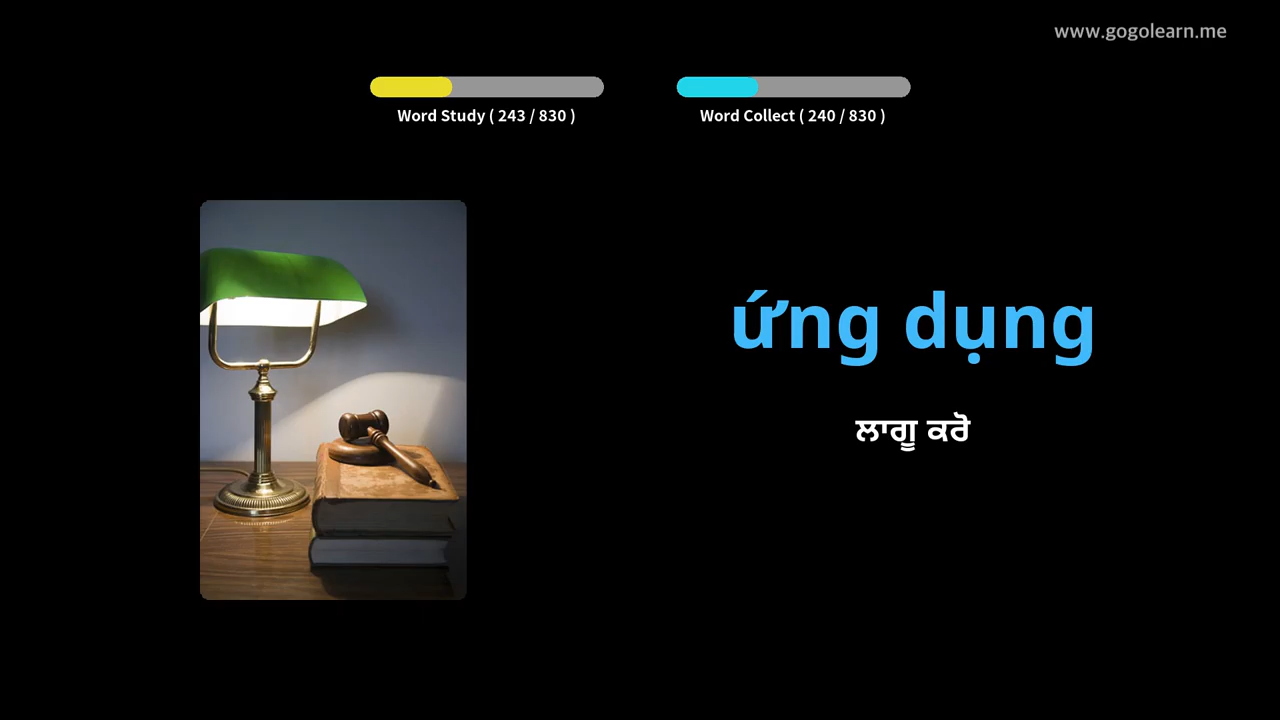 www.gogolearn.me
Word Study ( 243 / 830 )
Word Collect ( 240 / 830 )
ứng dụng
ਲਾਗੂ ਕਰੋ